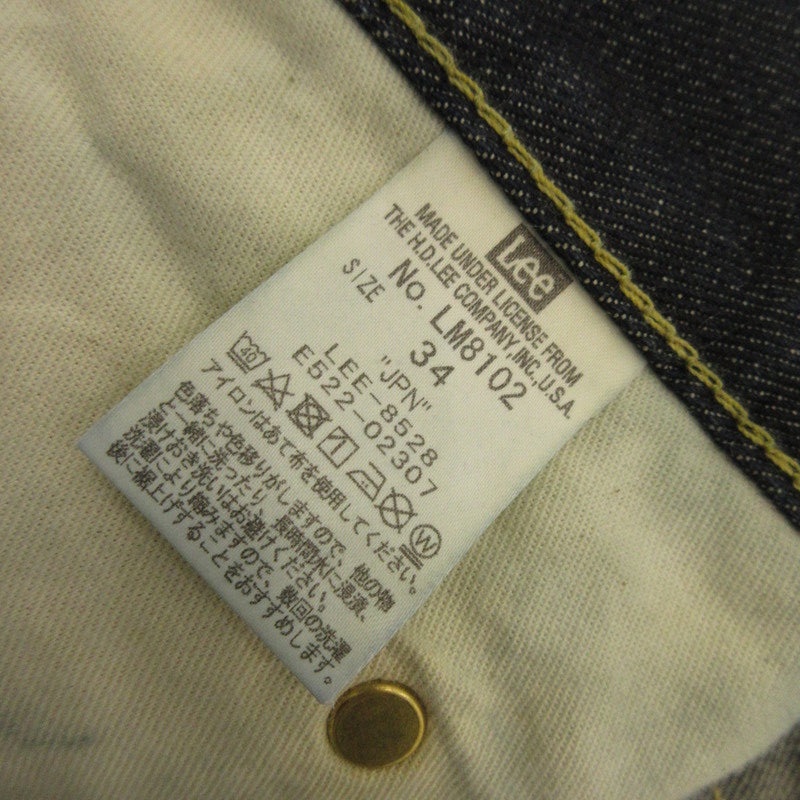 Lee
MADE UNDER LICENSE FROM
THE H.D.LEE COMPANY,INC,U.S.A.
No. LM8102
SIZE 34
"JPN"
LEE-8528
E522-02307
40
W
アイロンはあて布を使用してください。
色落ちや色移りがしますので、他の物
と一緒に洗ったり、長時間水に浸漬、
浸けおき洗いはお避けください。
洗濯により縮みますので、数回の洗濯
後に裾上げすることをおすすめします。